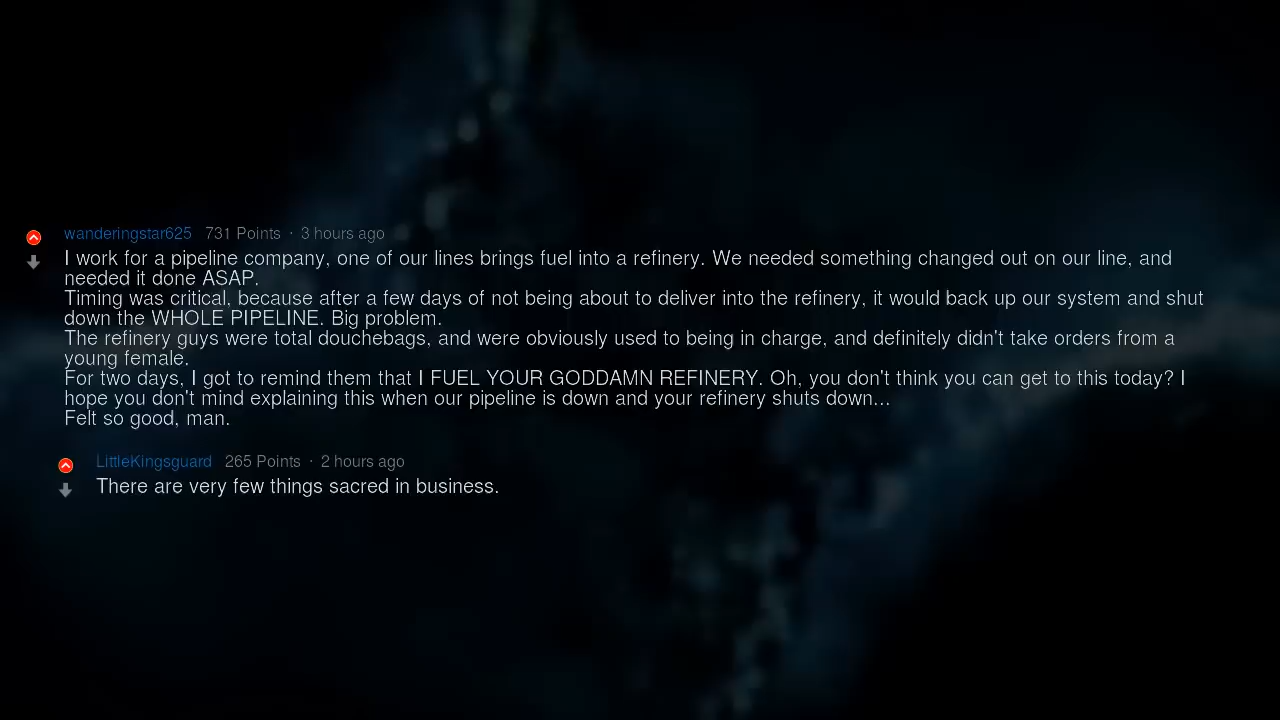 wanderingstar625 731 Points · 3 hours ago
I work for a pipeline company, one of our lines brings fuel into a refinery. We needed something changed out on our line, and
needed it done ASAP.
Timing was critical, because after a few days of not being about to deliver into the refinery, it would back up our system and shut
down the WHOLE PIPELINE. Big problem.
The refinery guys were total douchebags, and were obviously used to being in charge, and definitely didn't take orders from a
young female.
For two days, I got to remind them that I FUEL YOUR GODDAMN REFINERY. Oh, you don't think you can get to this today? I
hope you don't mind explaining this when our pipeline is down and your refinery shuts down...
Felt so good, man.
LittleKingsguard 265 Points · 2 hours ago
There are very few things sacred in business.